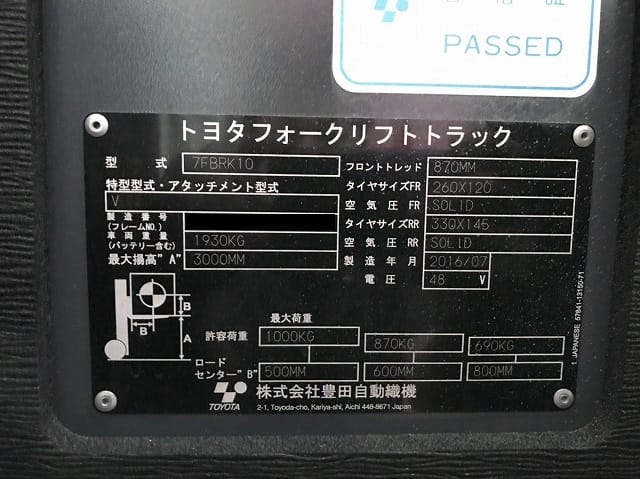 PASSED
トヨタフォークリフトトラック
型 式 7FBRK10 フロントトレッド 870MM
特型型式・アタッチメント型式 タイヤサイズFR 260X120
V 空気圧 FR SOLID
製造番号
(フレームNO.) タイヤサイズRR 330X145
車両重量
(バッテリー含む) 1930KG 空気圧 RR SOLID
最大揚高"A" 3000MM 製造年月 2016/07
電圧 48 V
B
B
A
最大荷重
許容荷重 1000KG 870KG 690KG
ロード
センター"B" 500MM 600MM 800MM
TOYOTA 株式会社豊田自動織機
2-1, Toyoda-cho, Kariya-shi, Aichi 448-8671 Japan
1 JAPANESE 57841-13150-71